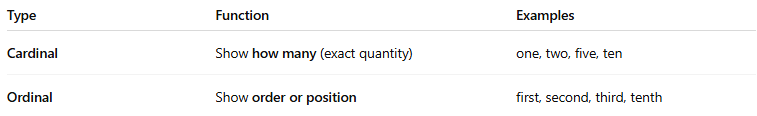 Type Function Examples
Cardinal Show how many (exact quantity) one, two, five, ten
Ordinal Show order or position first, second, third, tenth